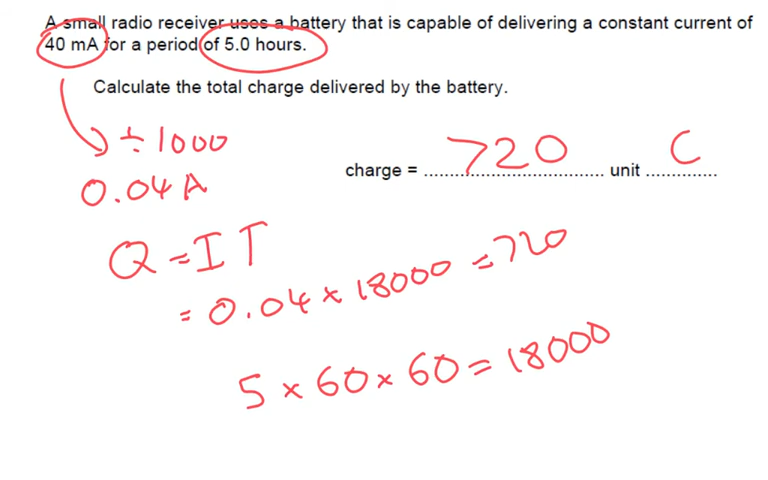 A small radio receiver uses a battery that is capable of delivering a constant current of
40 mA for a period of 5.0 hours.
Calculate the total charge delivered by the battery.
÷1000
0.04A
charge = 720 unit C
Q = IT
= 0.04 × 18000 = 720
5 × 60 × 60 = 18000